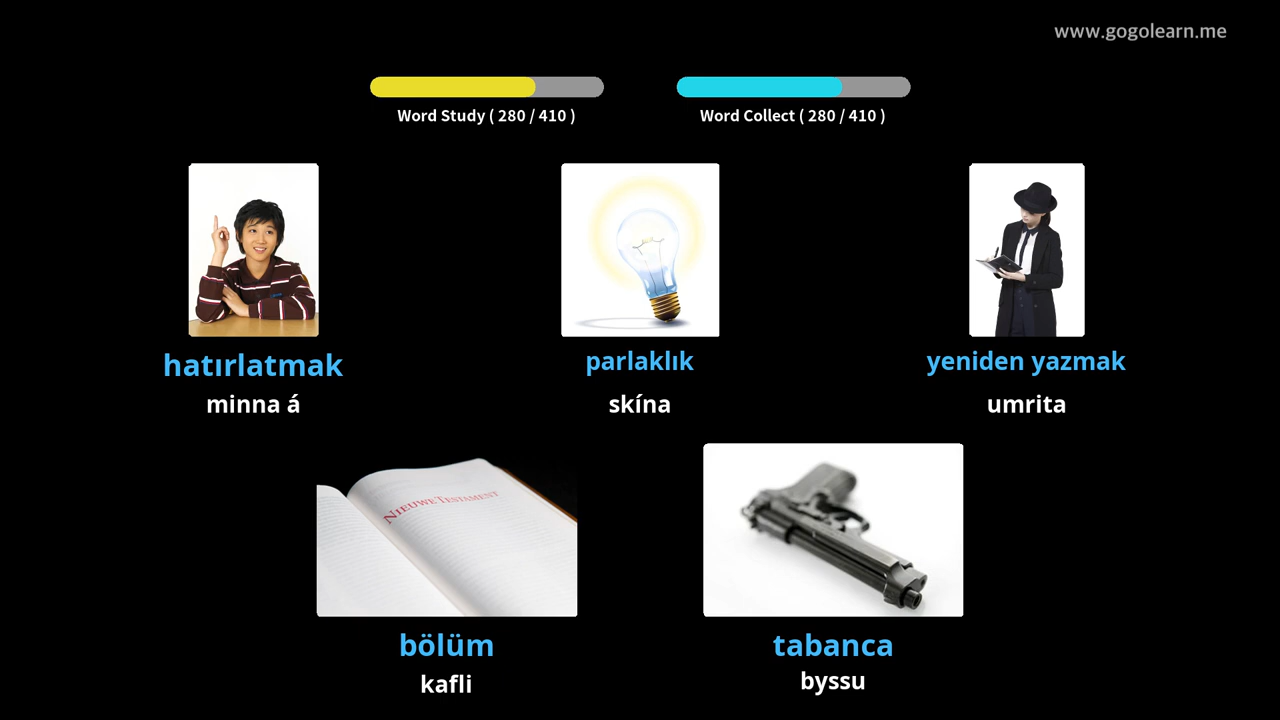 www.gogolearn.me
Word Study ( 280 / 410 )
Word Collect ( 280 / 410 )
hatırlatmak
minna á
parlaklık
skína
yeniden yazmak
umrita
NIEUWE TESTAMENT
bölüm
kafli
tabanca
byssu